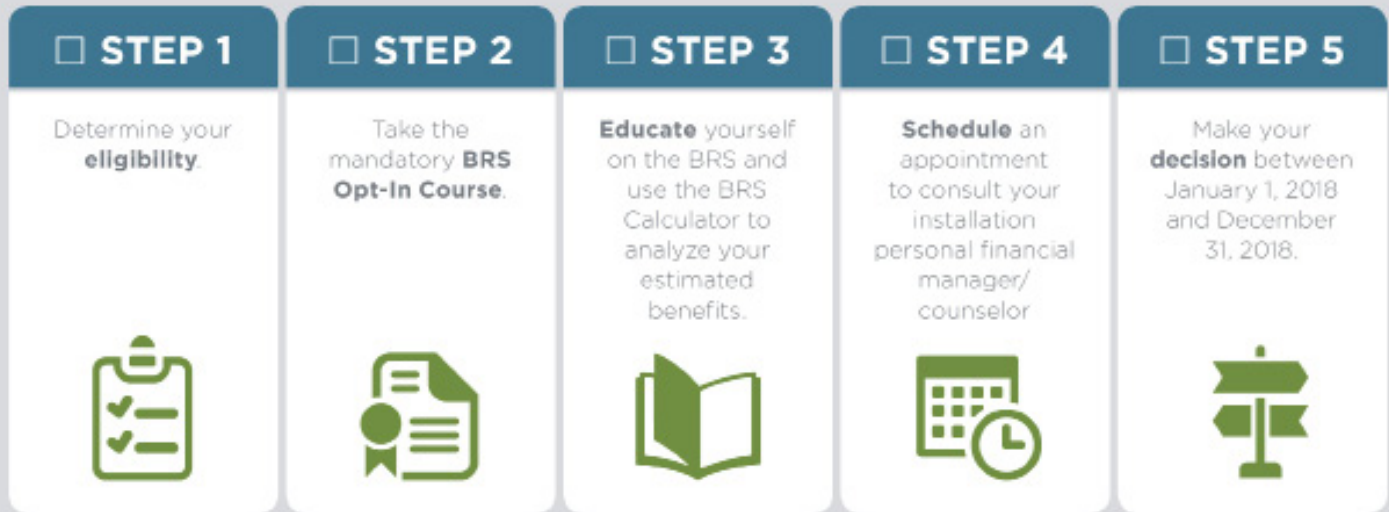 ☐ STEP 1
Determine your
eligibility.
☐ STEP 2
Take the
mandatory BRS
Opt-In Course.
☐ STEP 3
Educate yourself
on the BRS and
use the BRS
Calculator to
analyze your
estimated
benefits.
☐ STEP 4
Schedule an
appointment
to consult your
installation
personal financial
manager/
counselor
☐ STEP 5
Make your
decision between
January 1, 2018
and December
31, 2018.